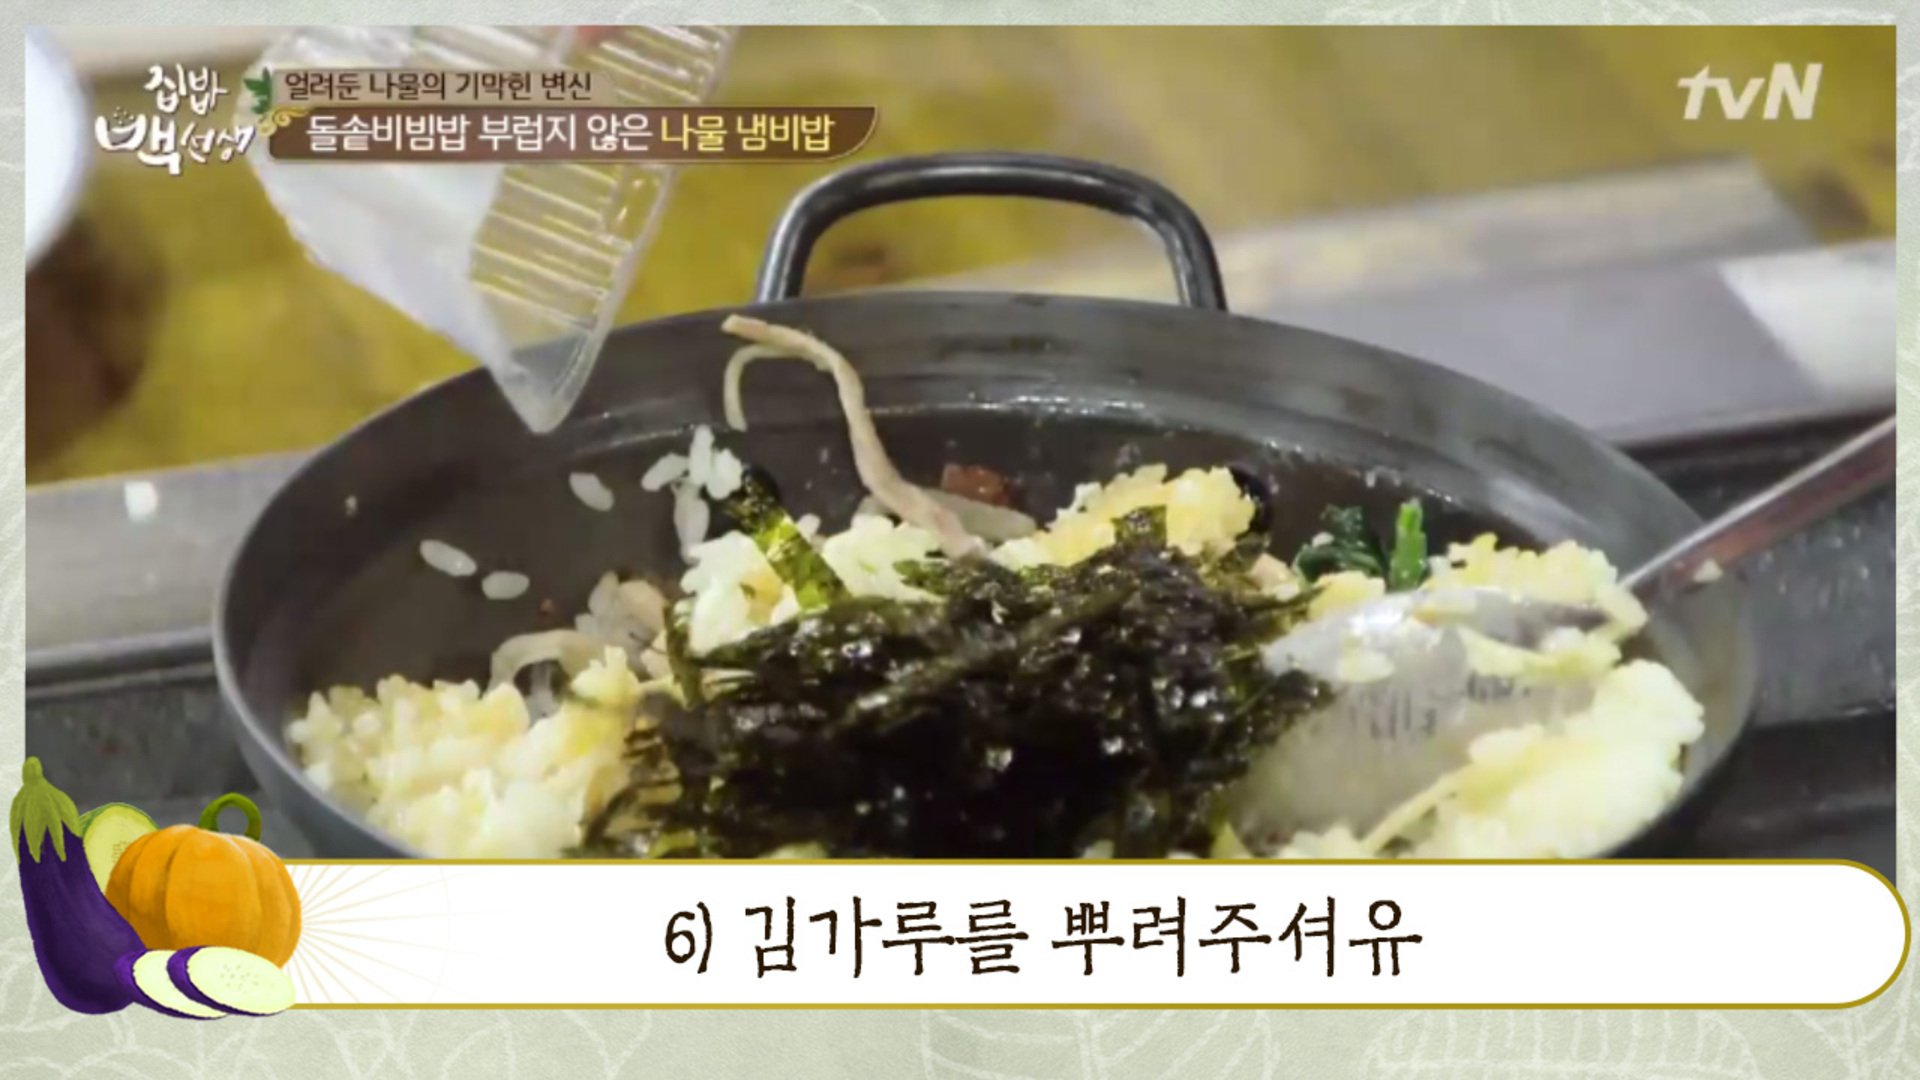 집밥
백선생
얼려둔 나물의 기막힌 변신
돌솥비빔밥 부럽지 않은 나물 냄비밥
tvN
6) 김가루를 뿌려주셔유